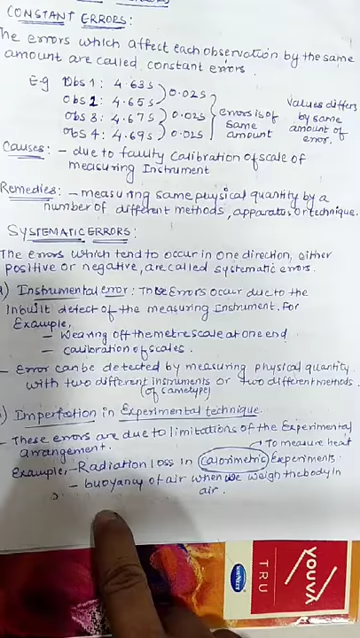 CONSTANT ERRORS:
The errors which affect each observation by the same
amount are called constant errors.
E.g Obs 1: 4.63s
Obs 2: 4.65s
Obs 3: 4.67s
Obs 4: 4.69s
0.02s
0.02s
0.02s
errors is of
same
amount
Values differs
by same
amount of
error.
Causes: - due to faulty Calibration of scale of
measuring Instrument
Remedies: - measuring same physical quantity by a
number of different methods, apparatus or technique.
SYSTEMATIC ERRORS:
The errors which tend to occur in one direction, either
positive or negative, are called systematic errors.
a) Instrumental error: These Errors occur due to the
Inbuilt defect of the measuring Instrument. For
Example,
- Wearing off the metre scale at one end
- calibration of scales.
- Error can be detected by measuring physical quantity
with two different instruments or two different methods.
(of same type)
b) Imperfection in Experimental technique
- These errors are due to limitations of the Experimental
arrangement.
→ To measure heat
Example:- Radiation loss in Calorimetric Experiments.
- buoyancy of air when we weigh the body in
air.
YOUVA
TRU
navneet